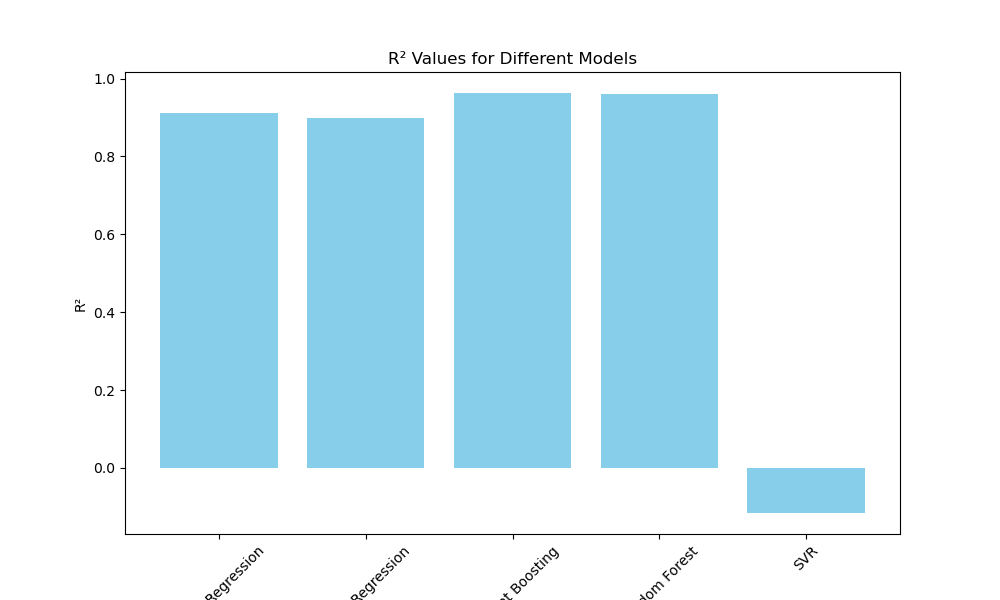 R² Values for Different Models
R²
1.0
0.8
0.6
0.4
0.2
0.0
Regression
Regression
Boosting
Forest
SVR